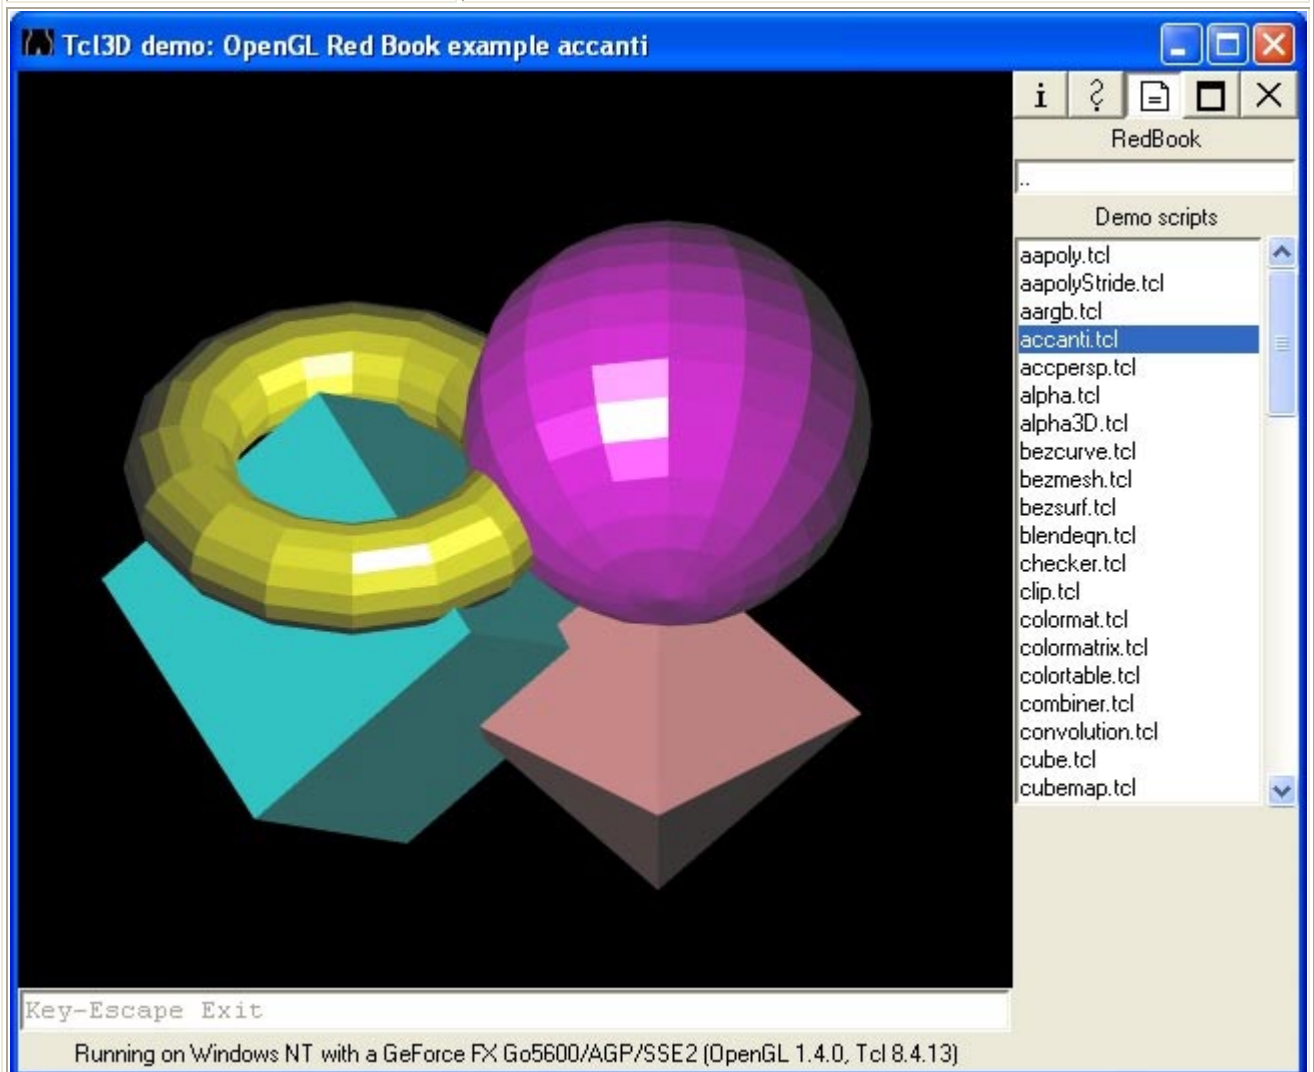 Tcl3D demo: OpenGL Red Book example accanti
i ?
RedBook
..
Demo scripts
aapoly.tcl
aapolyStride.tcl
aargb.tcl
accanti.tcl
accpersp.tcl
alpha.tcl
alpha3D.tcl
bezcurve.tcl
bezmesh.tcl
bezsurf.tcl
blendeqn.tcl
checker.tcl
clip.tcl
colormat.tcl
colormatrix.tcl
colortable.tcl
combiner.tcl
convolution.tcl
cube.tcl
cubemap.tcl
Key-Escape Exit
Running on Windows NT with a GeForce FX Go5600/AGP/SSE2 (OpenGL 1.4.0, Tcl 8.4.13)